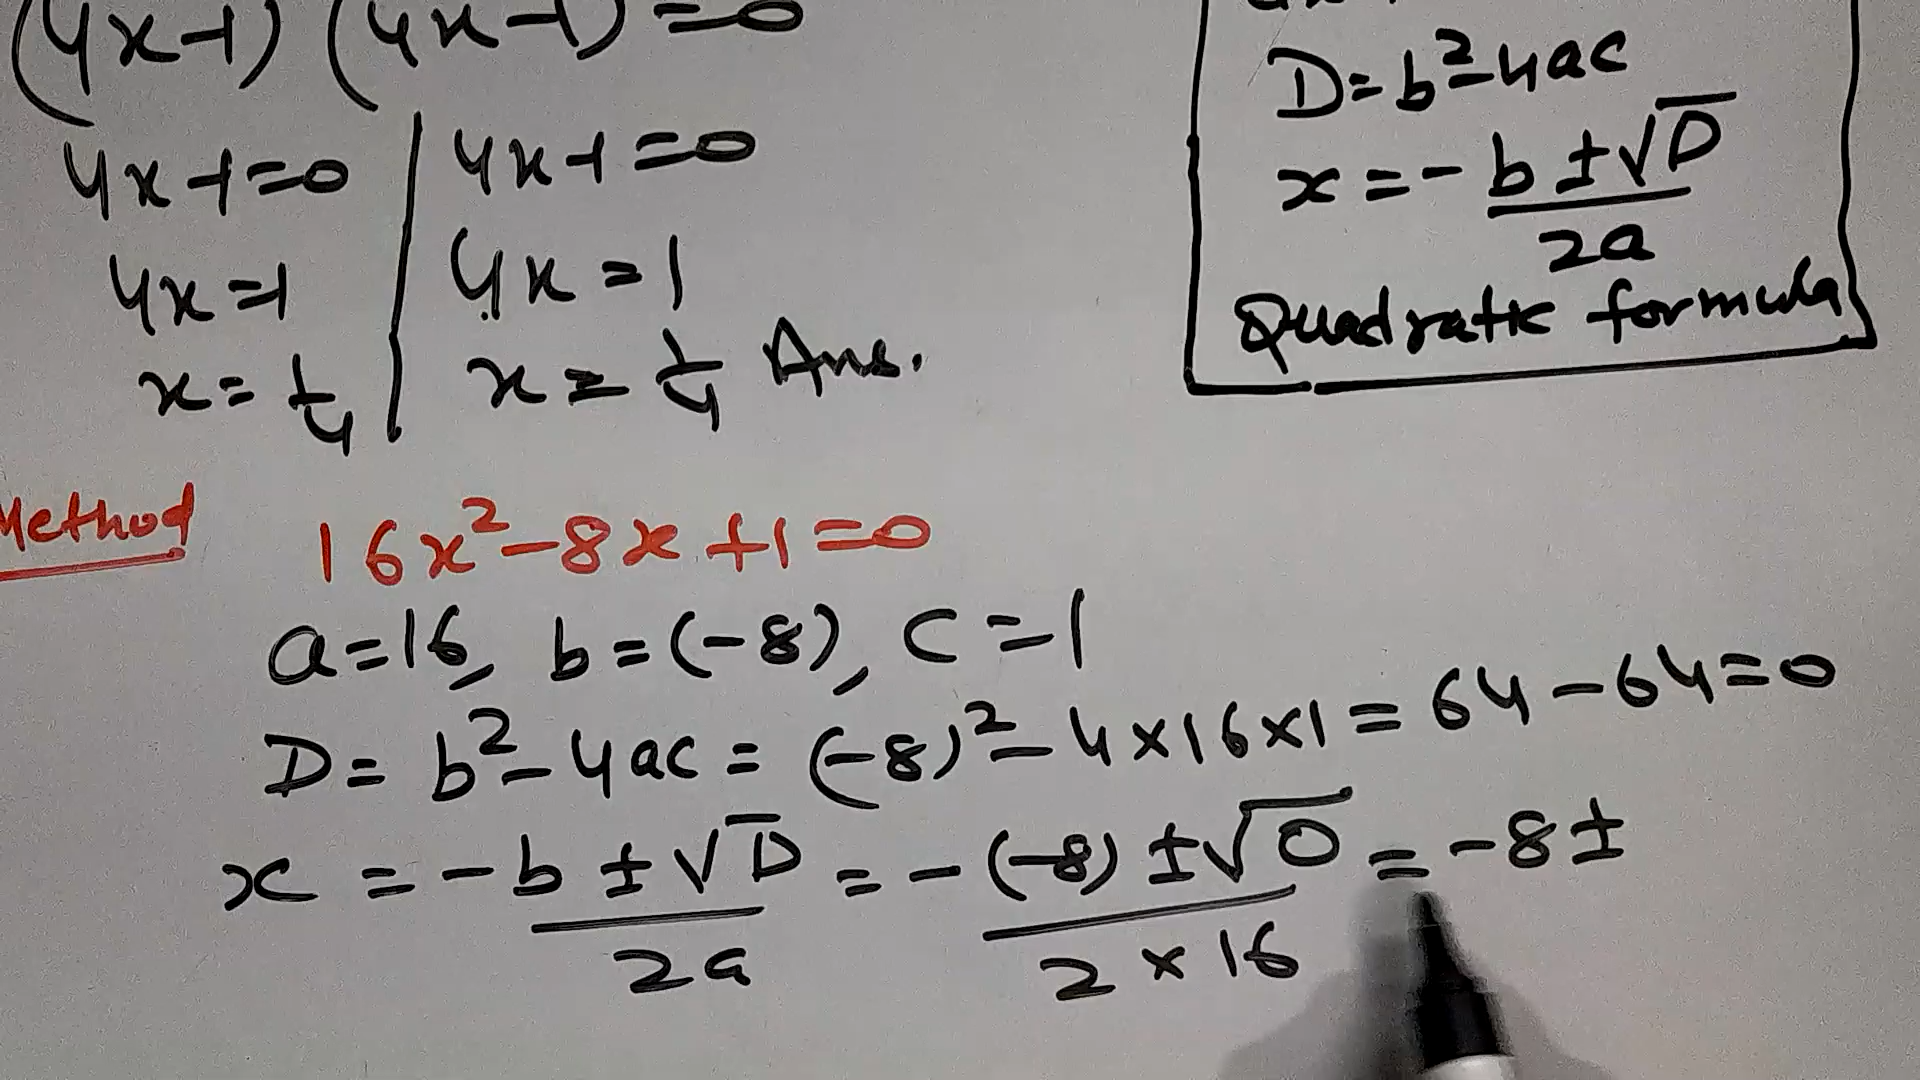 (4x-1) (4x-1) =0
4x-1=0
4x=1
x=1/4
4x-1=0
4x=1
x=1/4 Ans.
D=b²-4ac
x=-b±√D/2a
Quadratic formula
Method
16x²-8x+1=0
a=16, b=(-8), c=1
D=b²-4ac=(-8)²-4×16×1=64-64=0
x=-b±√D/2a=-(-8)±√0/2×16=-8±